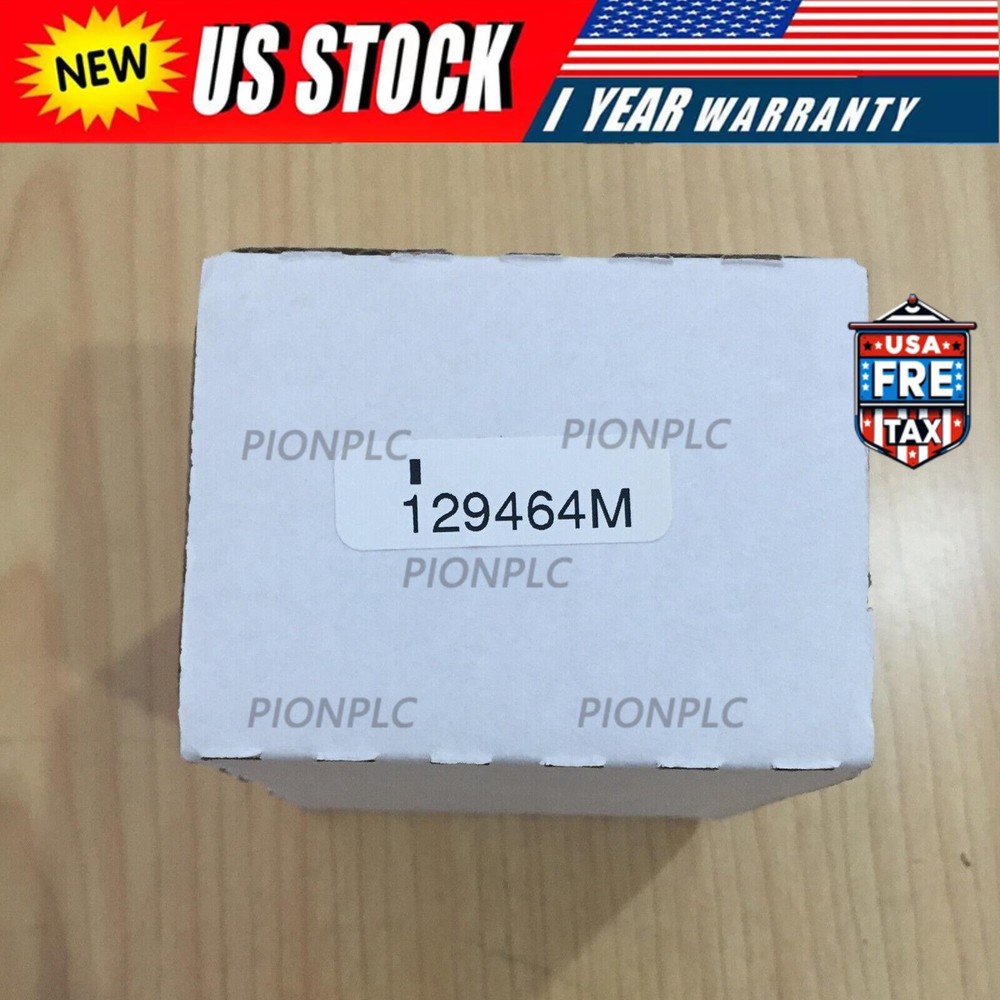 NEW
US STOCK
1 YEAR WARRANTY
USA
FRE
TAX
PIONPLC
PIONPLC
129464M
PIONPLC
PIONPLC
PIONPLC